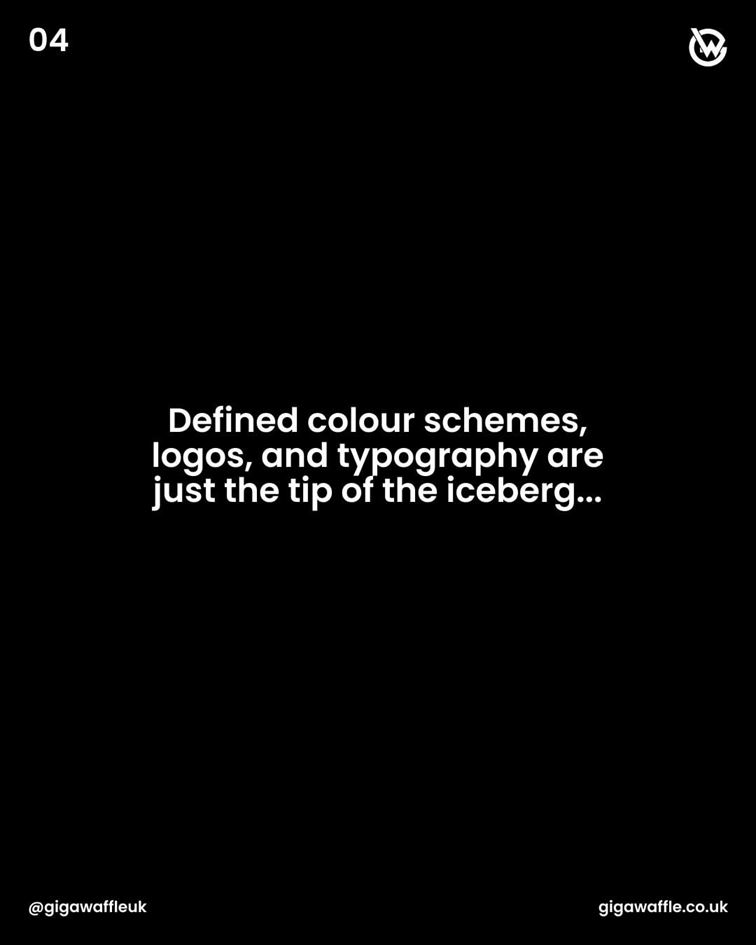 04
Defined colour schemes,
logos, and typography are
just the tip of the iceberg...
@gigawaffleuk
gigawaffle.co.uk